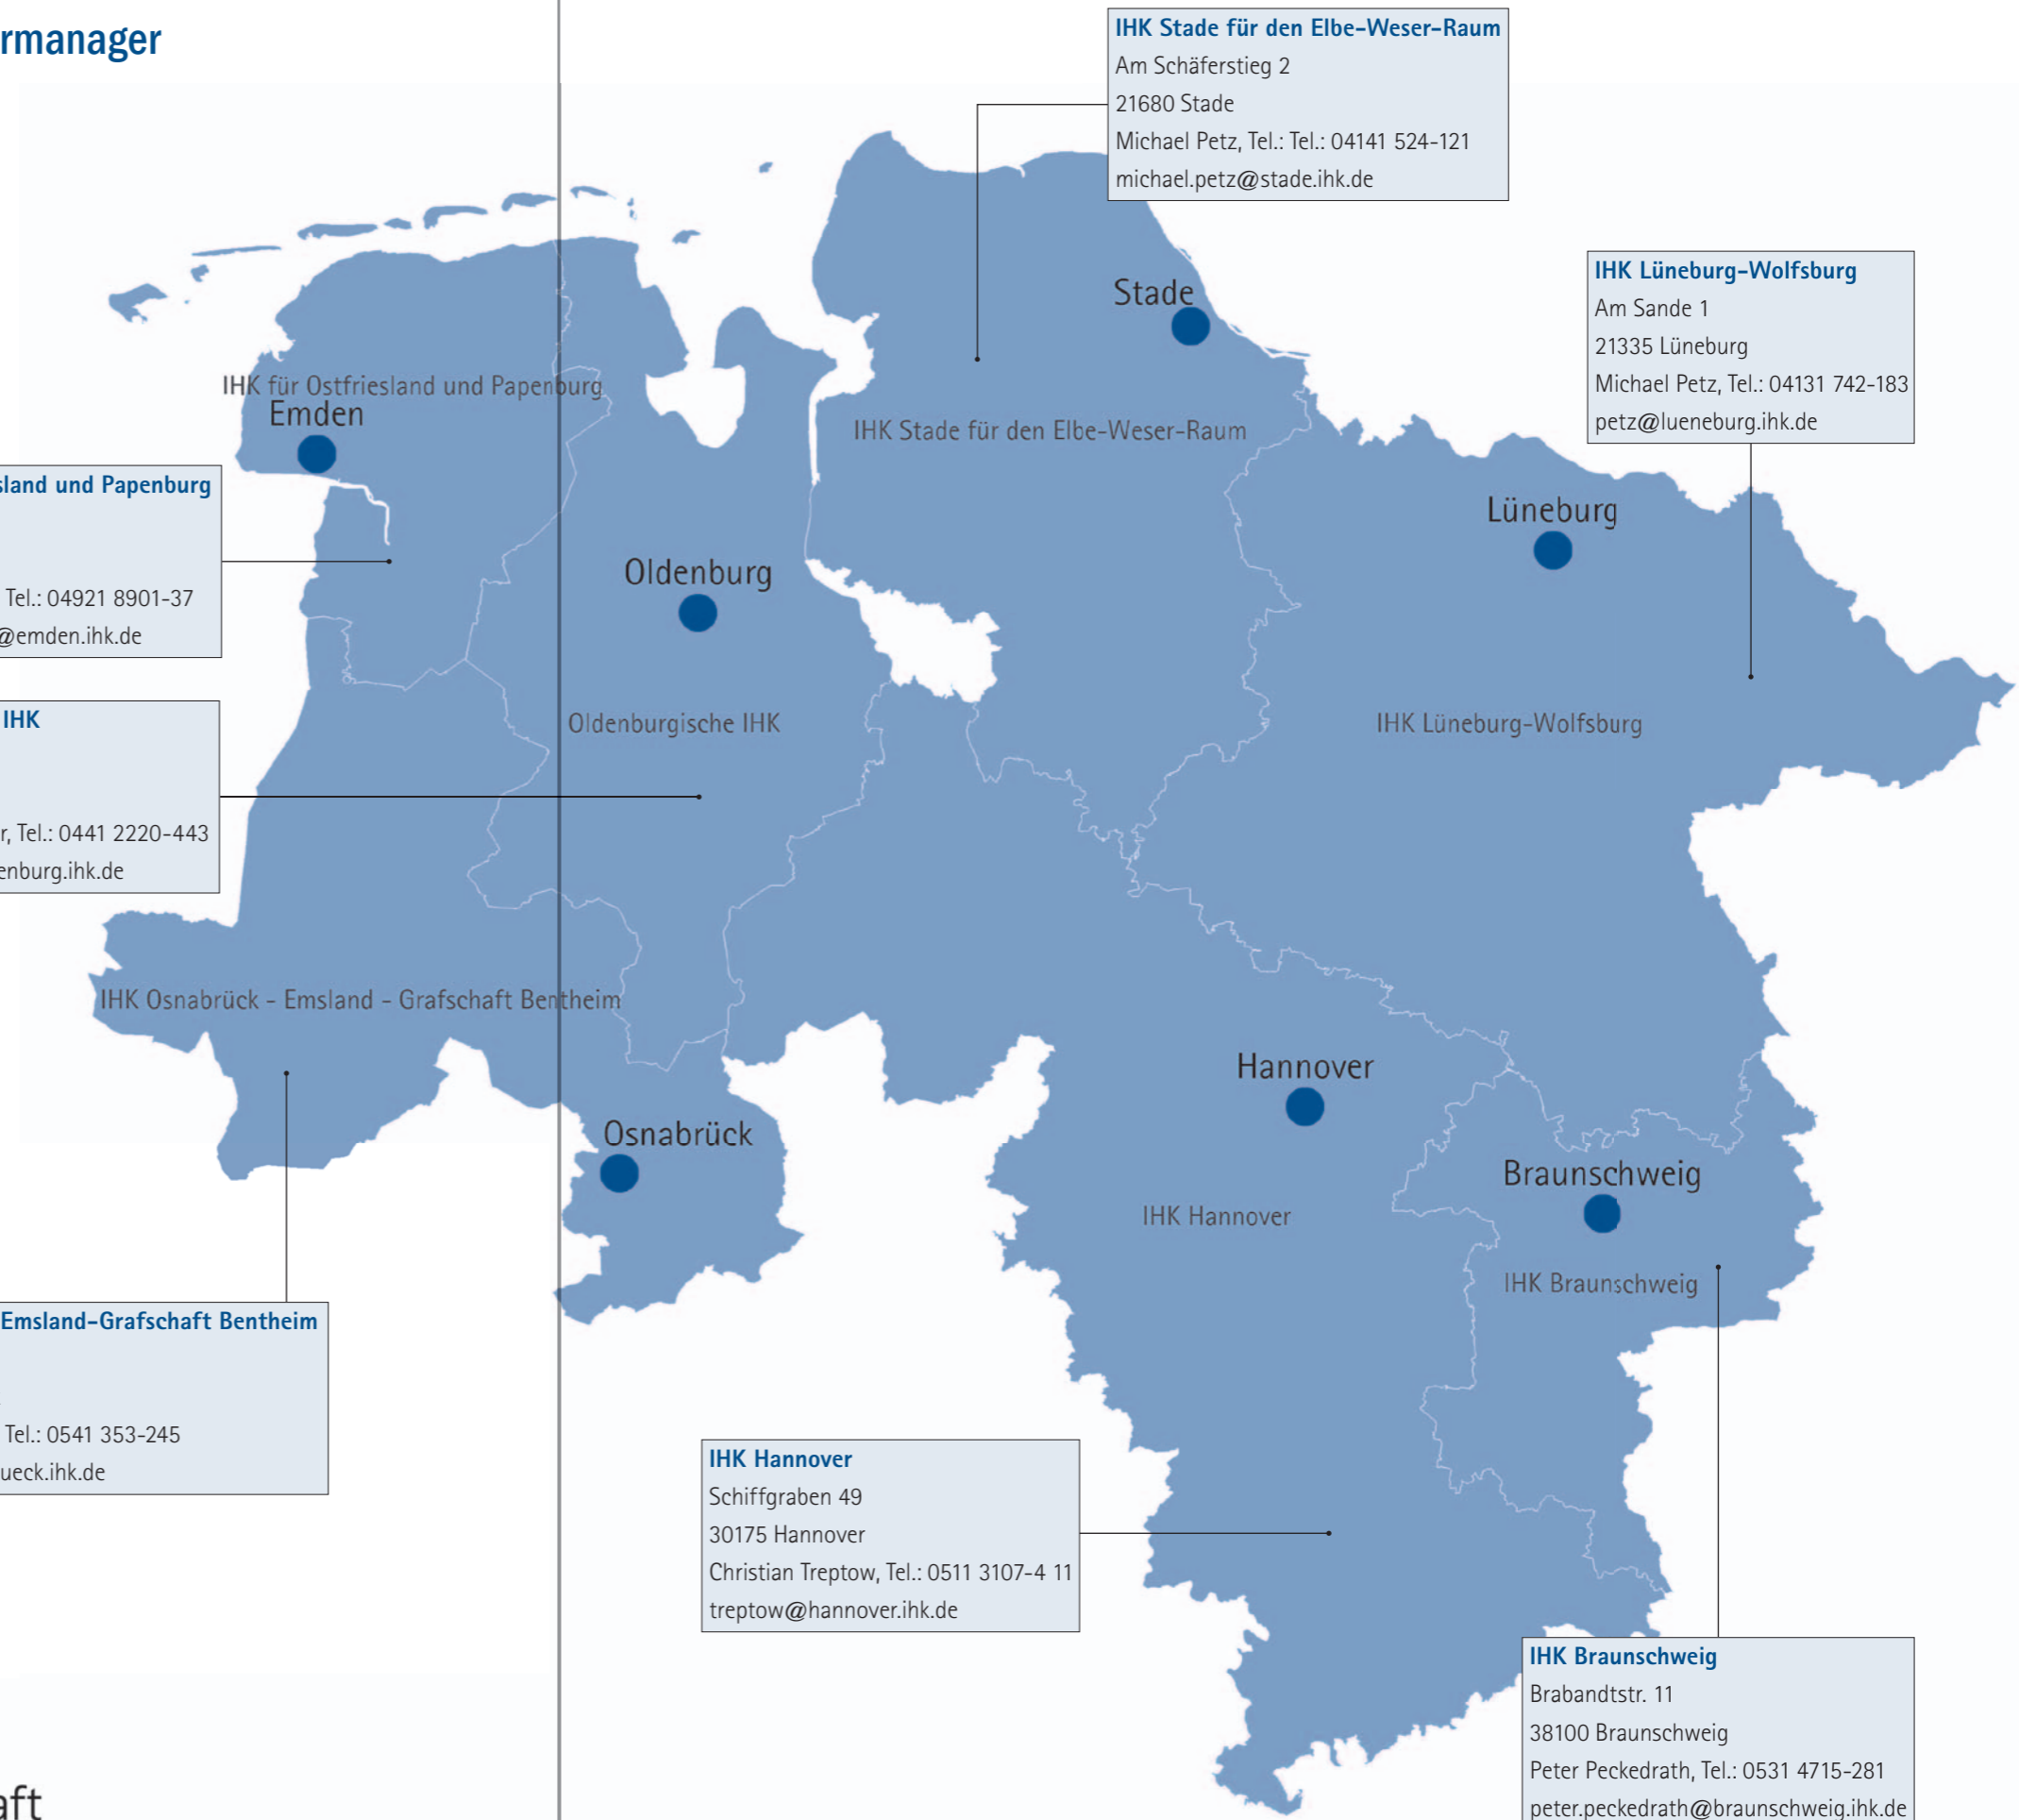 rmanager
IHK Stade für den Elbe-Weser-Raum
Am Schäferstieg 2
21680 Stade
Michael Petz, Tel.: Tel.: 04141 524-121
michael.petz@stade.ihk.de
IHK Lüneburg-Wolfsburg
Am Sande 1
21335 Lüneburg
Michael Petz, Tel.: 04131 742-183
petz@lueneburg.ihk.de
Stade
IHK für Ostfriesland und Papenburg
Emden
IHK Stade für den Elbe-Weser-Raum
sland und Papenburg
Tel.: 04921 8901-37
@emden.ihk.de
Lüneburg
Oldenburg
IHK
r, Tel.: 0441 2220-443
enburg.ihk.de
Oldenburgische IHK
IHK Lüneburg-Wolfsburg
IHK Osnabrück - Emsland - Grafschaft Bentheim
Hannover
Osnabrück
Braunschweig
IHK Hannover
IHK Braunschweig
Emsland-Grafschaft Bentheim
Tel.: 0541 353-245
ueck.ihk.de
IHK Hannover
Schiffgraben 49
30175 Hannover
Christian Treptow, Tel.: 0511 3107-4 11
treptow@hannover.ihk.de
IHK Braunschweig
Brabandtstr. 11
38100 Braunschweig
Peter Peckedrath, Tel.: 0531 4715-281
peter.peckedrath@braunschweig.ihk.de
aft